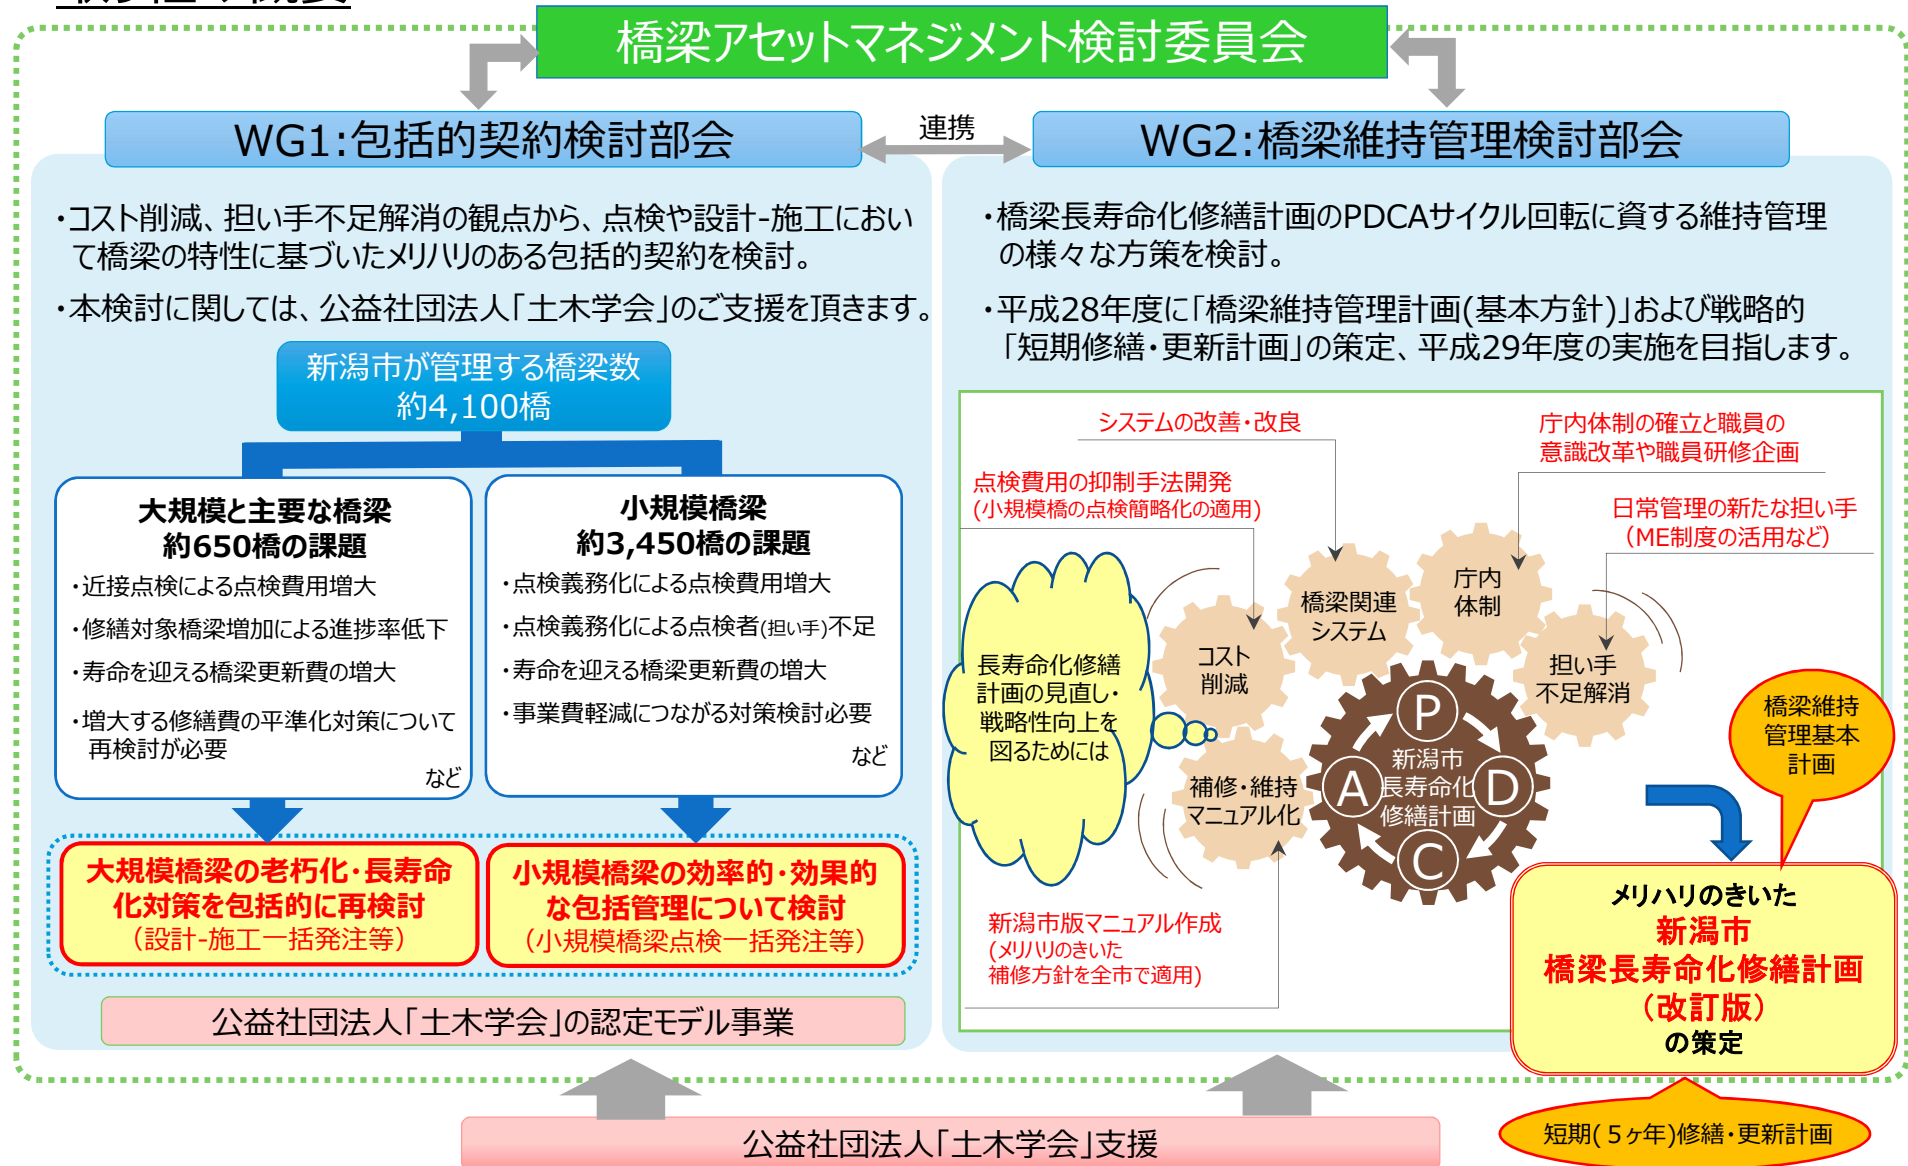 橋梁アセットマネジメント検討委員会
WG1:包括的契約検討部会
連携
WG2:橋梁維持管理検討部会
・コスト削減、担い手不足解消の観点から、点検や設計-施工におい
て橋梁の特性に基づいたメリハリのある包括的契約を検討。
・本検討に関しては、公益社団法人「土木学会」のご支援を頂きます。
新潟市が管理する橋梁数
約4,100橋
大規模と主要な橋梁
約650橋の課題
・近接点検による点検費用増大
・修繕対象橋梁増加による進捗率低下
・寿命を迎える橋梁更新費の増大
・増大する修繕費の平準化対策について
再検討が必要
など
小規模橋梁
約3,450橋の課題
・点検義務化による点検費用増大
・点検義務化による点検者(担い手)不足
・寿命を迎える橋梁更新費の増大
・事業費軽減につながる対策検討必要
など
大規模橋梁の老朽化・長寿命
化対策を包括的に再検討
（設計-施工一括発注等）
小規模橋梁の効率的・効果的
な包括管理について検討
（小規模橋梁点検一括発注等）
公益社団法人「土木学会」の認定モデル事業
・橋梁長寿命化修繕計画のPDCAサイクル回転に資する維持管理
の様々な方策を検討。
・平成28年度に「橋梁維持管理計画(基本方針)」および戦略的
「短期修繕・更新計画」の策定、平成29年度の実施を目指します。
システムの改善・改良
庁内体制の確立と職員の
意識改革や職員研修企画
点検費用の抑制手法開発
(小規模橋の点検簡略化の適用)
日常管理の新たな担い手
（ME制度の活用など）
長寿命化修繕
計画の見直し・
戦略性向上を
図るためには
コスト
削減
橋梁関連
システム
庁内
体制
担い手
不足解消
補修・維持
マニュアル化
P
D
C
A
新潟市
長寿命化
修繕計画
新潟市版マニュアル作成
(メリハリのきいた
補修方針を全市で適用)
橋梁維持
管理基本
計画
メリハリのきいた
新潟市
橋梁長寿命化修繕計画
（改訂版）
の策定
短期(５ヶ年)修繕・更新計画
公益社団法人「土木学会」支援